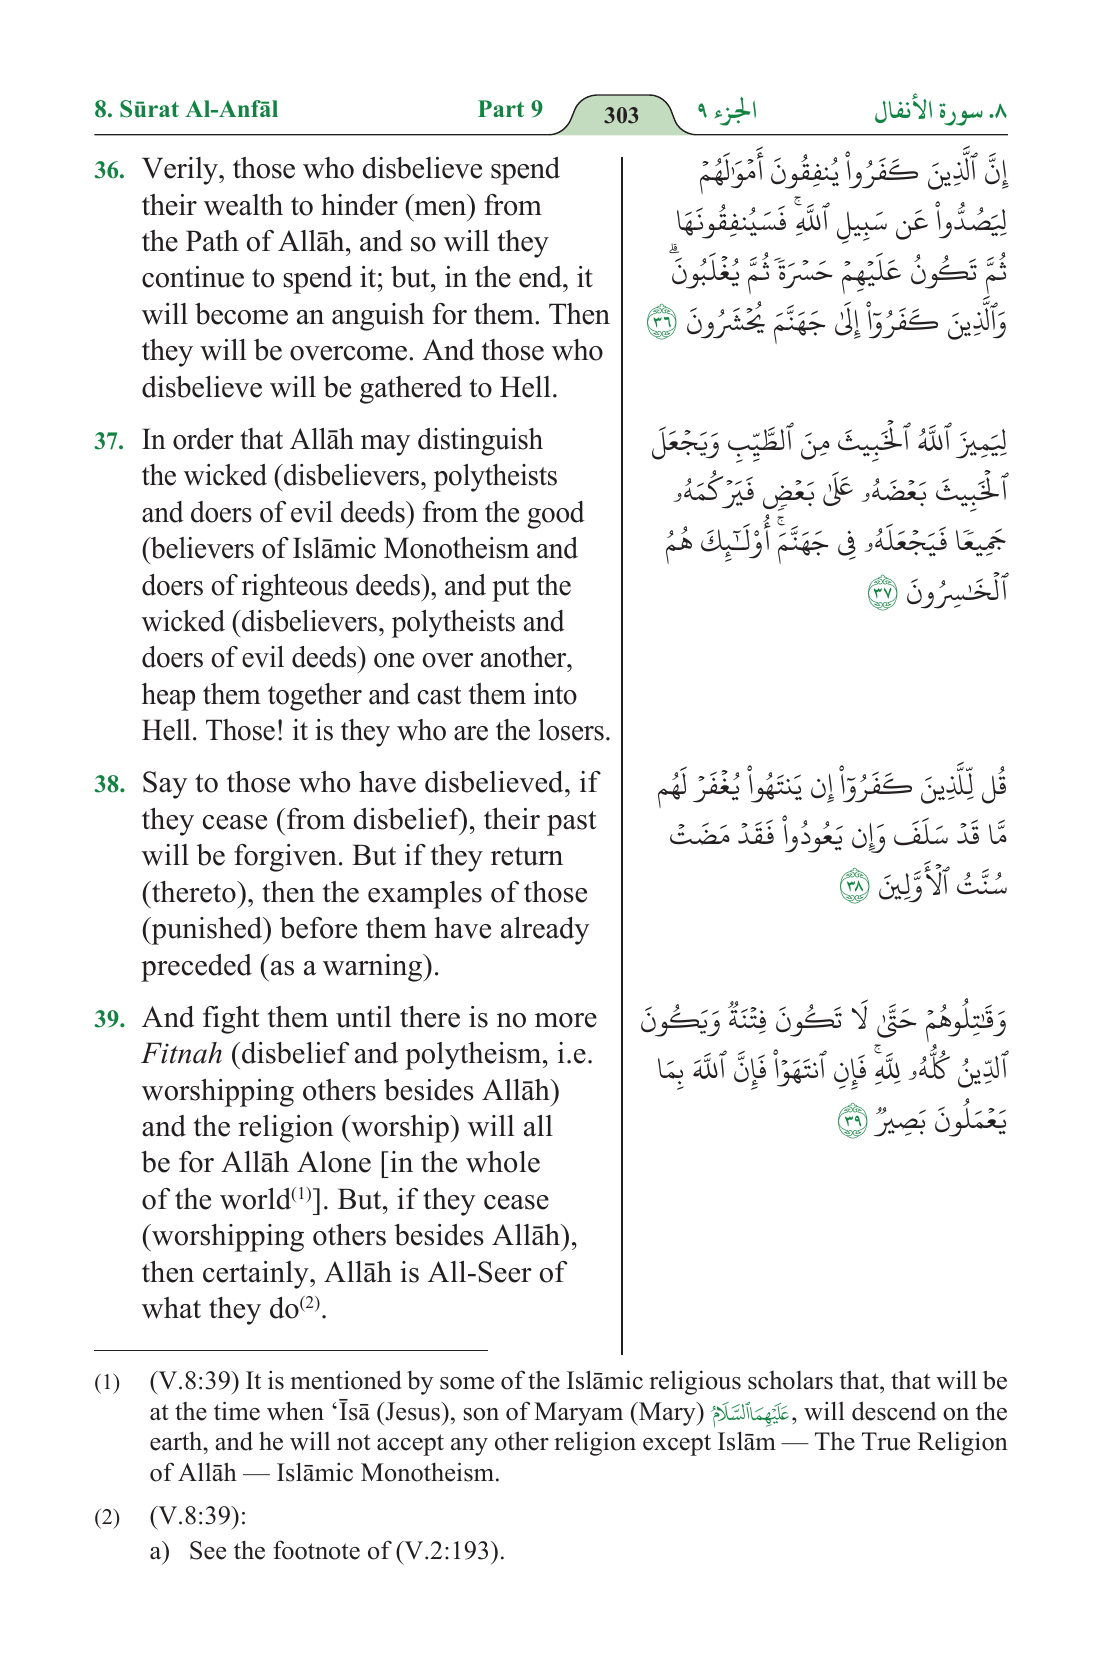 8. Sūrat Al-Anfāl Part 9 303 الجزء ٩ ٨. سورة الأنفال
36. Verily, those who disbelieve spend
their wealth to hinder (men) from
the Path of Allāh, and so will they
continue to spend it; but, in the end, it
will become an anguish for them. Then
they will be overcome. And those who
disbelieve will be gathered to Hell.
إِنَّ ٱلَّذِينَ كَفَرُواْ يُنفِقُونَ أَمۡوَٰلَهُمۡ
لِيَصُدُّواْ عَن سَبِيلِ ٱللَّهِۚ فَسَيُنفِقُونَهَا
ثُمَّ تَكُونُ عَلَيۡهِمۡ حَسۡرَةٗ ثُمَّ يُغۡلَبُونَۗ
وَٱلَّذِينَ كَفَرُوٓاْ إِلَىٰ جَهَنَّمَ يُحۡشَرُونَ ٣٦
37. In order that Allāh may distinguish
the wicked (disbelievers, polytheists
and doers of evil deeds) from the good
(believers of Islāmic Monotheism and
doers of righteous deeds), and put the
wicked (disbelievers, polytheists and
doers of evil deeds) one over another,
heap them together and cast them into
Hell. Those! it is they who are the losers.
لِيَمِيزَ ٱللَّهُ ٱلۡخَبِيثَ مِنَ ٱلطَّيِّبِ وَيَجۡعَلَ
ٱلۡخَبِيثَ بَعۡضَهُۥ عَلَىٰ بَعۡضٖ فَيَرۡكُمَهُۥ
جَمِيعٗا فَيَجۡعَلَهُۥ فِي جَهَنَّمَۚ أُوْلَـٰٓئِكَ هُمُ
ٱلۡخَٰسِرُونَ ٣٧
38. Say to those who have disbelieved, if
they cease (from disbelief), their past
will be forgiven. But if they return
(thereto), then the examples of those
(punished) before them have already
preceded (as a warning).
قُل لِّلَّذِينَ كَفَرُوٓاْ إِن يَنتَهُواْ يُغۡفَرۡ لَهُم
مَّا قَدۡ سَلَفَ وَإِن يَعُودُواْ فَقَدۡ مَضَتۡ
سُنَّتُ ٱلۡأَوَّلِينَ ٣٨
39. And fight them until there is no more
Fitnah (disbelief and polytheism, i.e.
worshipping others besides Allāh)
and the religion (worship) will all
be for Allāh Alone [in the whole
of the world(1)]. But, if they cease
(worshipping others besides Allāh),
then certainly, Allāh is All-Seer of
what they do(2).
وَقَٰتِلُوهُمۡ حَتَّىٰ لَا تَكُونَ فِتۡنَةٞ وَيَكُونَ
ٱلدِّينُ كُلُّهُۥ لِلَّهِۚ فَإِنِ ٱنتَهَوۡاْ فَإِنَّ ٱللَّهَ بِمَا
يَعۡمَلُونَ بَصِيرٞ ٣٩
(1) (V.8:39) It is mentioned by some of the Islāmic religious scholars that, that will be
at the time when ‘Īsā (Jesus), son of Maryam (Mary) عَلَيْهِمَا السَّلَامُ, will descend on the
earth, and he will not accept any other religion except Islām — The True Religion
of Allāh — Islāmic Monotheism.
(2) (V.8:39):
a) See the footnote of (V.2:193).